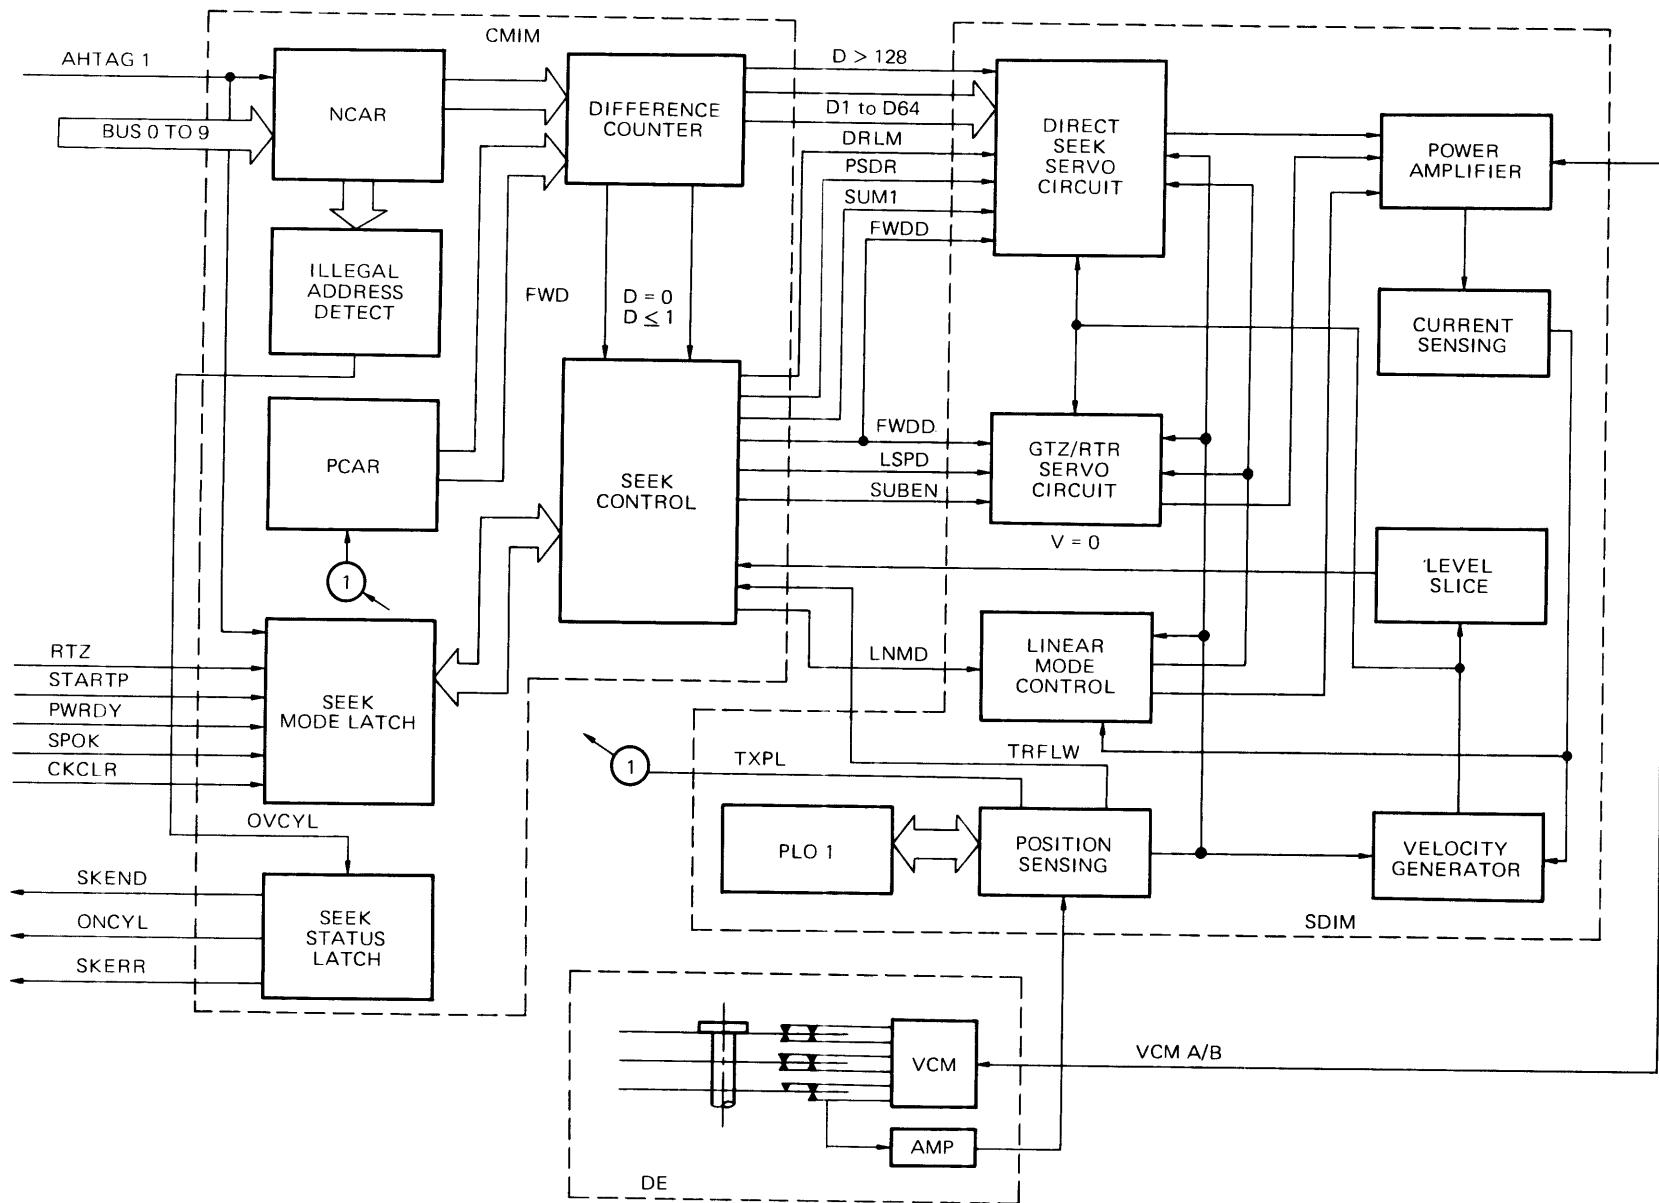 CMIM
AHTAG 1
NCAR
BUS 0 TO 9
DIFFERENCE
COUNTER
D > 128
D1 to D64
DRLM
PSDR
SUM1
FWDD
DIRECT
SEEK
SERVO
CIRCUIT
POWER
AMPLIFIER
ILLEGAL
ADDRESS
DETECT
FWD
D = 0
D ≤ 1
CURRENT
SENSING
PCAR
SEEK
CONTROL
FWDD
LSPD
SUBEN
GTZ/RTR
SERVO
CIRCUIT
V = 0
LEVEL
SLICE
1
RTZ
STARTP
PWRDY
SPOK
CKCLR
SEEK
MODE LATCH
LNMD
LINEAR
MODE
CONTROL
1
TXPL
TRFLW
OVCYL
PLO 1
POSITION
SENSING
VELOCITY
GENERATOR
SKEND
ONCYL
SKERR
SEEK
STATUS
LATCH
SDIM
VCM
VCM A/B
AMP
DE